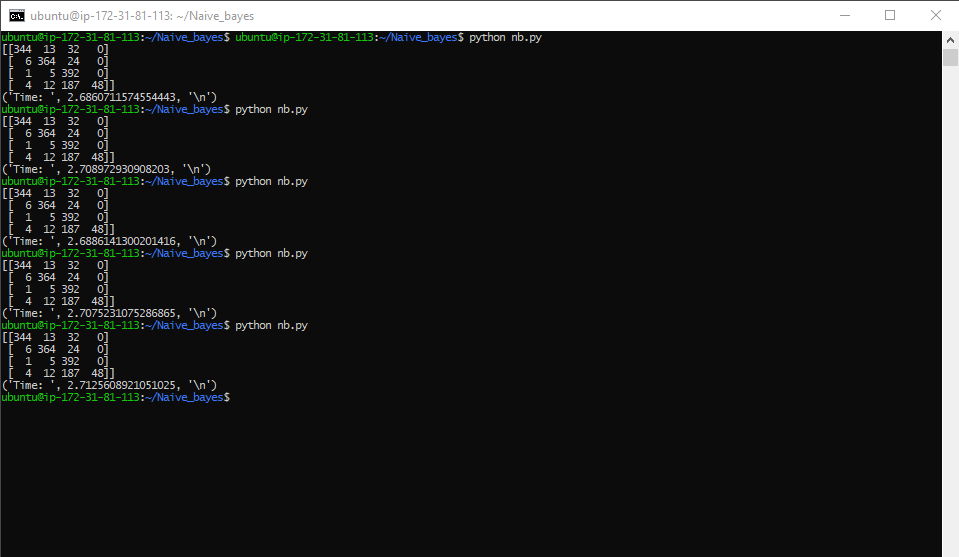 ubuntu@ip-172-31-81-113: ~/Naive_bayes
ubuntu@ip-172-31-81-113:~/Naive_bayes$ ubuntu@ip-172-31-81-113:~/Naive_bayes$ python nb.py
[[344  13  32   0]
 [  6 364  24   0]
 [  1   5 392   0]
 [  4  12 187  48]]
('Time: ', 2.6860711574554443, '\n')
ubuntu@ip-172-31-81-113:~/Naive_bayes$ python nb.py
[[344  13  32   0]
 [  6 364  24   0]
 [  1   5 392   0]
 [  4  12 187  48]]
('Time: ', 2.708972930908203, '\n')
ubuntu@ip-172-31-81-113:~/Naive_bayes$ python nb.py
[[344  13  32   0]
 [  6 364  24   0]
 [  1   5 392   0]
 [  4  12 187  48]]
('Time: ', 2.6886141300201416, '\n')
ubuntu@ip-172-31-81-113:~/Naive_bayes$ python nb.py
[[344  13  32   0]
 [  6 364  24   0]
 [  1   5 392   0]
 [  4  12 187  48]]
('Time: ', 2.7075231075286865, '\n')
ubuntu@ip-172-31-81-113:~/Naive_bayes$ python nb.py
[[344  13  32   0]
 [  6 364  24   0]
 [  1   5 392   0]
 [  4  12 187  48]]
('Time: ', 2.7125608921051025, '\n')
ubuntu@ip-172-31-81-113:~/Naive_bayes$